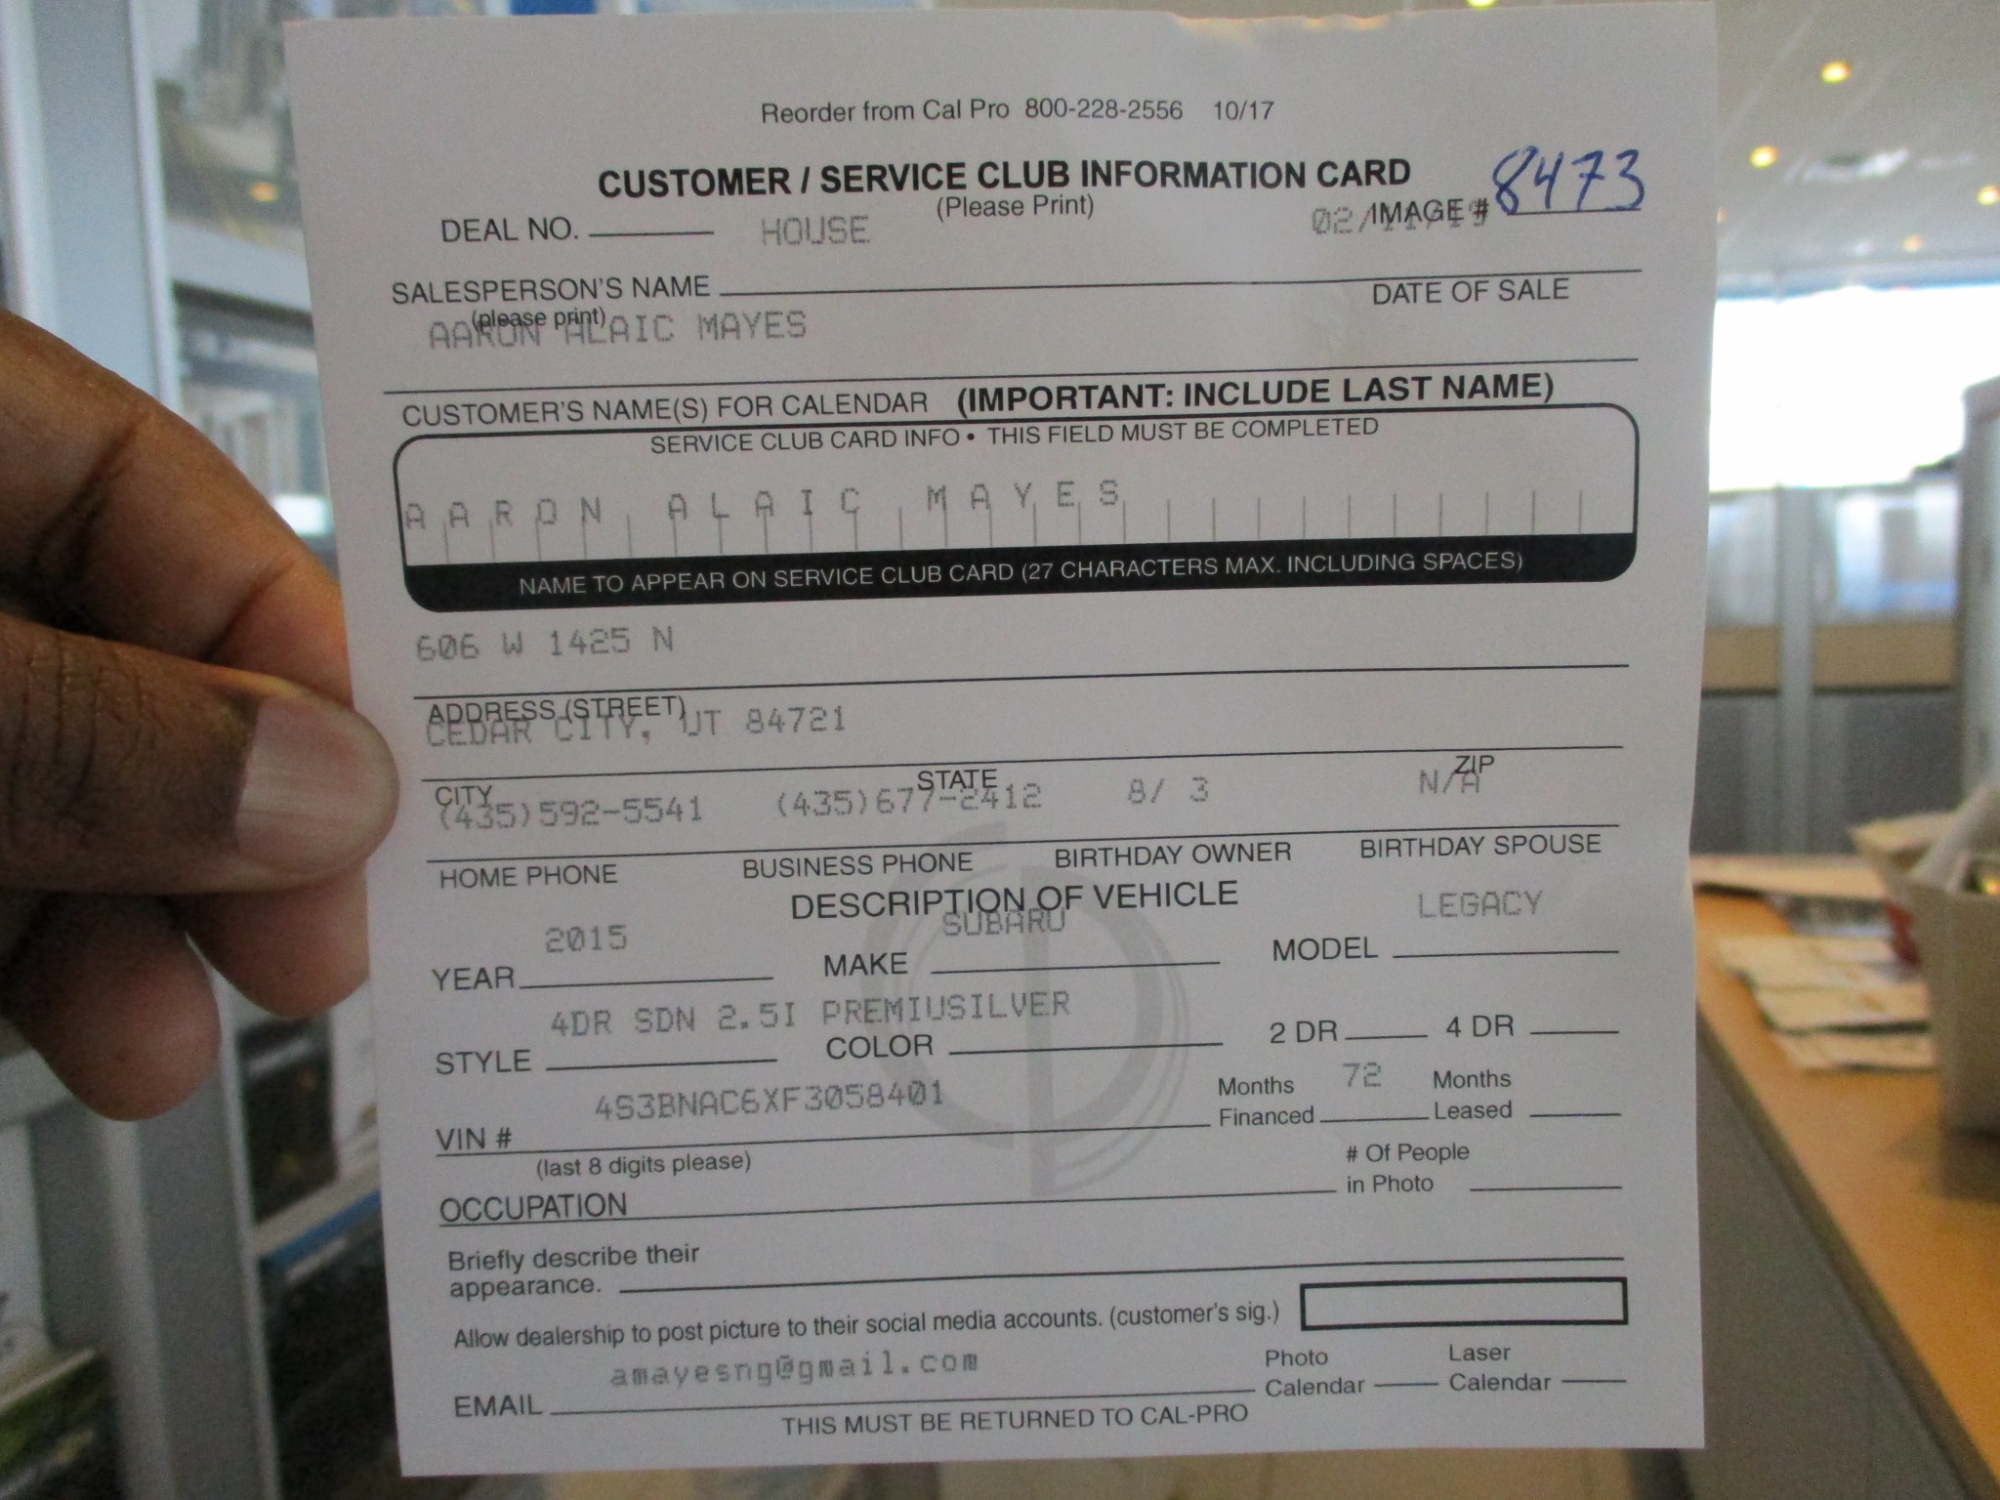 Reorder from Cal Pro 800-228-2556 10/17
CUSTOMER / SERVICE CLUB INFORMATION CARD
(Please Print)
IMAGE # 8473
DEAL NO. HOUSE 02/
SALESPERSON'S NAME DATE OF SALE
(please print)
AARON ALAIC MAYES
CUSTOMER'S NAME(S) FOR CALENDAR (IMPORTANT: INCLUDE LAST NAME)
SERVICE CLUB CARD INFO • THIS FIELD MUST BE COMPLETED
AARON ALAIC MAYES
NAME TO APPEAR ON SERVICE CLUB CARD (27 CHARACTERS MAX. INCLUDING SPACES)
606 W 1425 N
ADDRESS (STREET)
CEDAR CITY, UT 84721
CITY STATE ZIP
(435)592-5541 (435)677-2412 8/ 3 N/A
HOME PHONE BUSINESS PHONE BIRTHDAY OWNER BIRTHDAY SPOUSE
DESCRIPTION OF VEHICLE
2015 SUBARU LEGACY
YEAR MAKE MODEL
4DR SDN 2.5I PREMIUSILVER
STYLE COLOR 2 DR 4 DR
4S3BNAC6XF3058401 72
VIN # Months Financed Months Leased
(last 8 digits please)
OCCUPATION # Of People in Photo
Briefly describe their
appearance.
Allow dealership to post picture to their social media accounts. (customer's sig.)
amayesng@gmail.com
EMAIL Photo Calendar Laser Calendar
THIS MUST BE RETURNED TO CAL-PRO